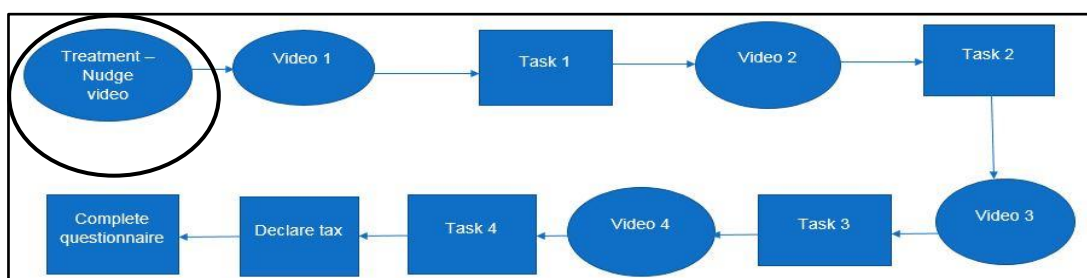 Treatment –
Nudge
video
Video 1
Task 1
Video 2
Task 2
Video 3
Task 3
Video 4
Task 4
Declare tax
Complete
questionnaire